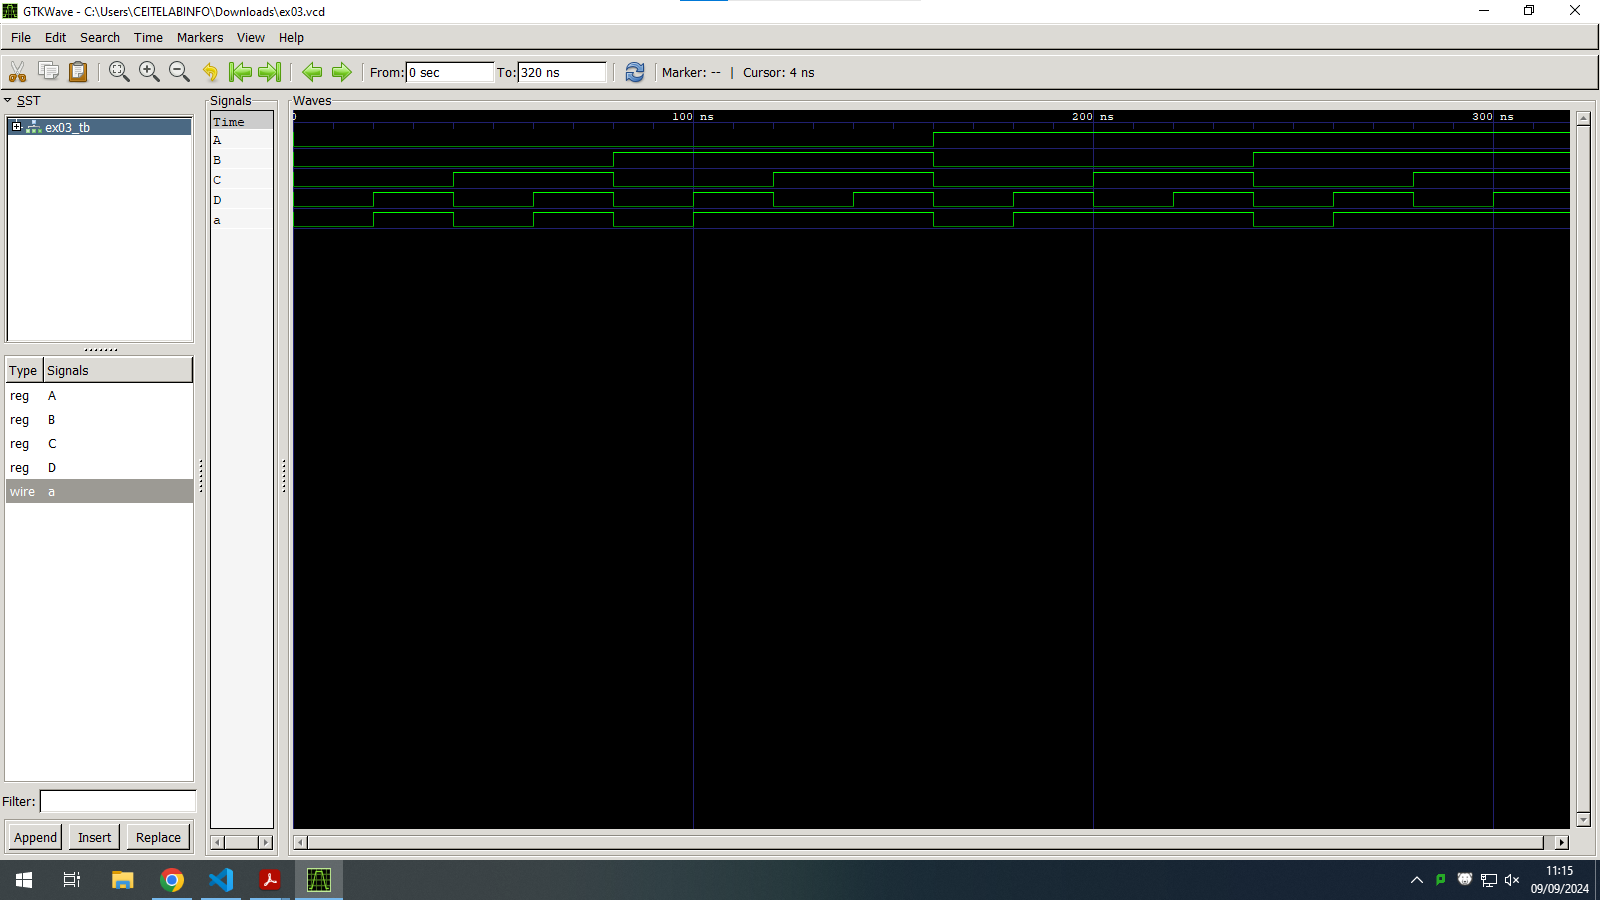 GTKWave - C:\Users\CEITELABINFO\Downloads\ex03.vcd
File Edit Search Time Markers View Help
From: 0 sec To: 320 ns Marker: -- | Cursor: 4 ns
SST
ex03_tb
Type Signals
reg A
reg B
reg C
reg D
wire a
Filter:
Append Insert Replace
Signals
Time
A
B
C
D
a
Waves
0 100 ns 200 ns 300 ns
11:15
09/09/2024